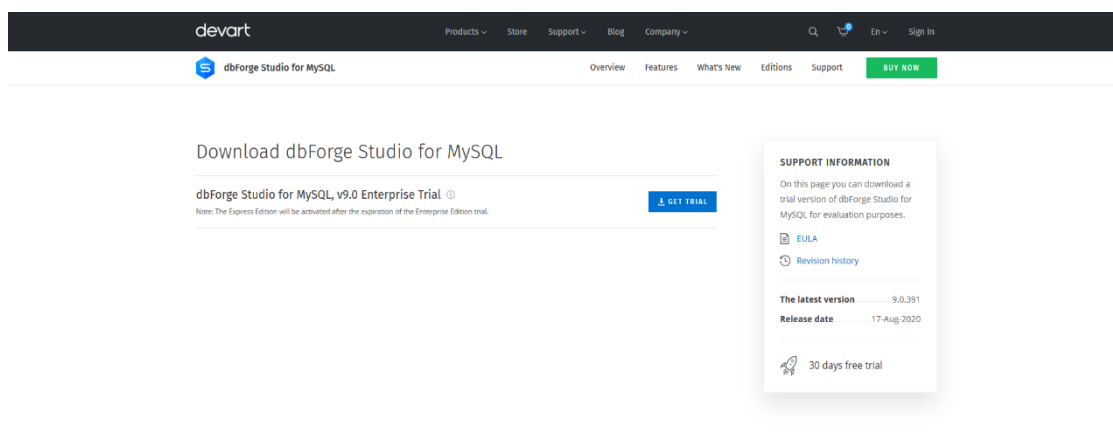 devart
Products
Store
Support
Blog
Company
0
En
Sign In
dbForge Studio for MySQL
Overview
Features
What's New
Editions
Support
BUY NOW
Download dbForge Studio for MySQL
dbForge Studio for MySQL, v9.0 Enterprise Trial
GET TRIAL
Note: The Express Edition will be activated after the expiration of the Enterprise Edition trial.
SUPPORT INFORMATION
On this page you can download a
trial version of dbForge Studio for
MySQL for evaluation purposes.
EULA
Revision history
The latest version 9.0.391
Release date 17-Aug-2020
30 days free trial